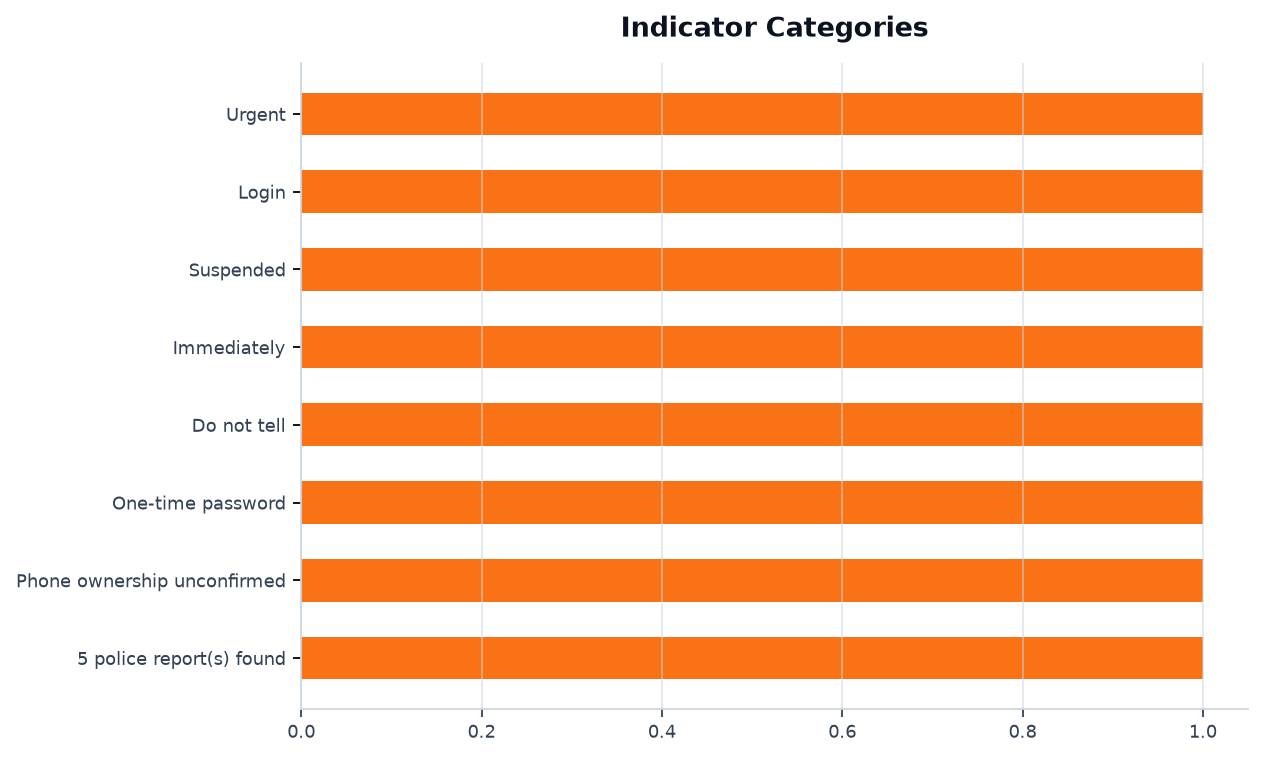 Indicator Categories
Urgent
Login
Suspended
Immediately
Do not tell
One-time password
Phone ownership unconfirmed
5 police report(s) found
0.0 0.2 0.4 0.6 0.8 1.0